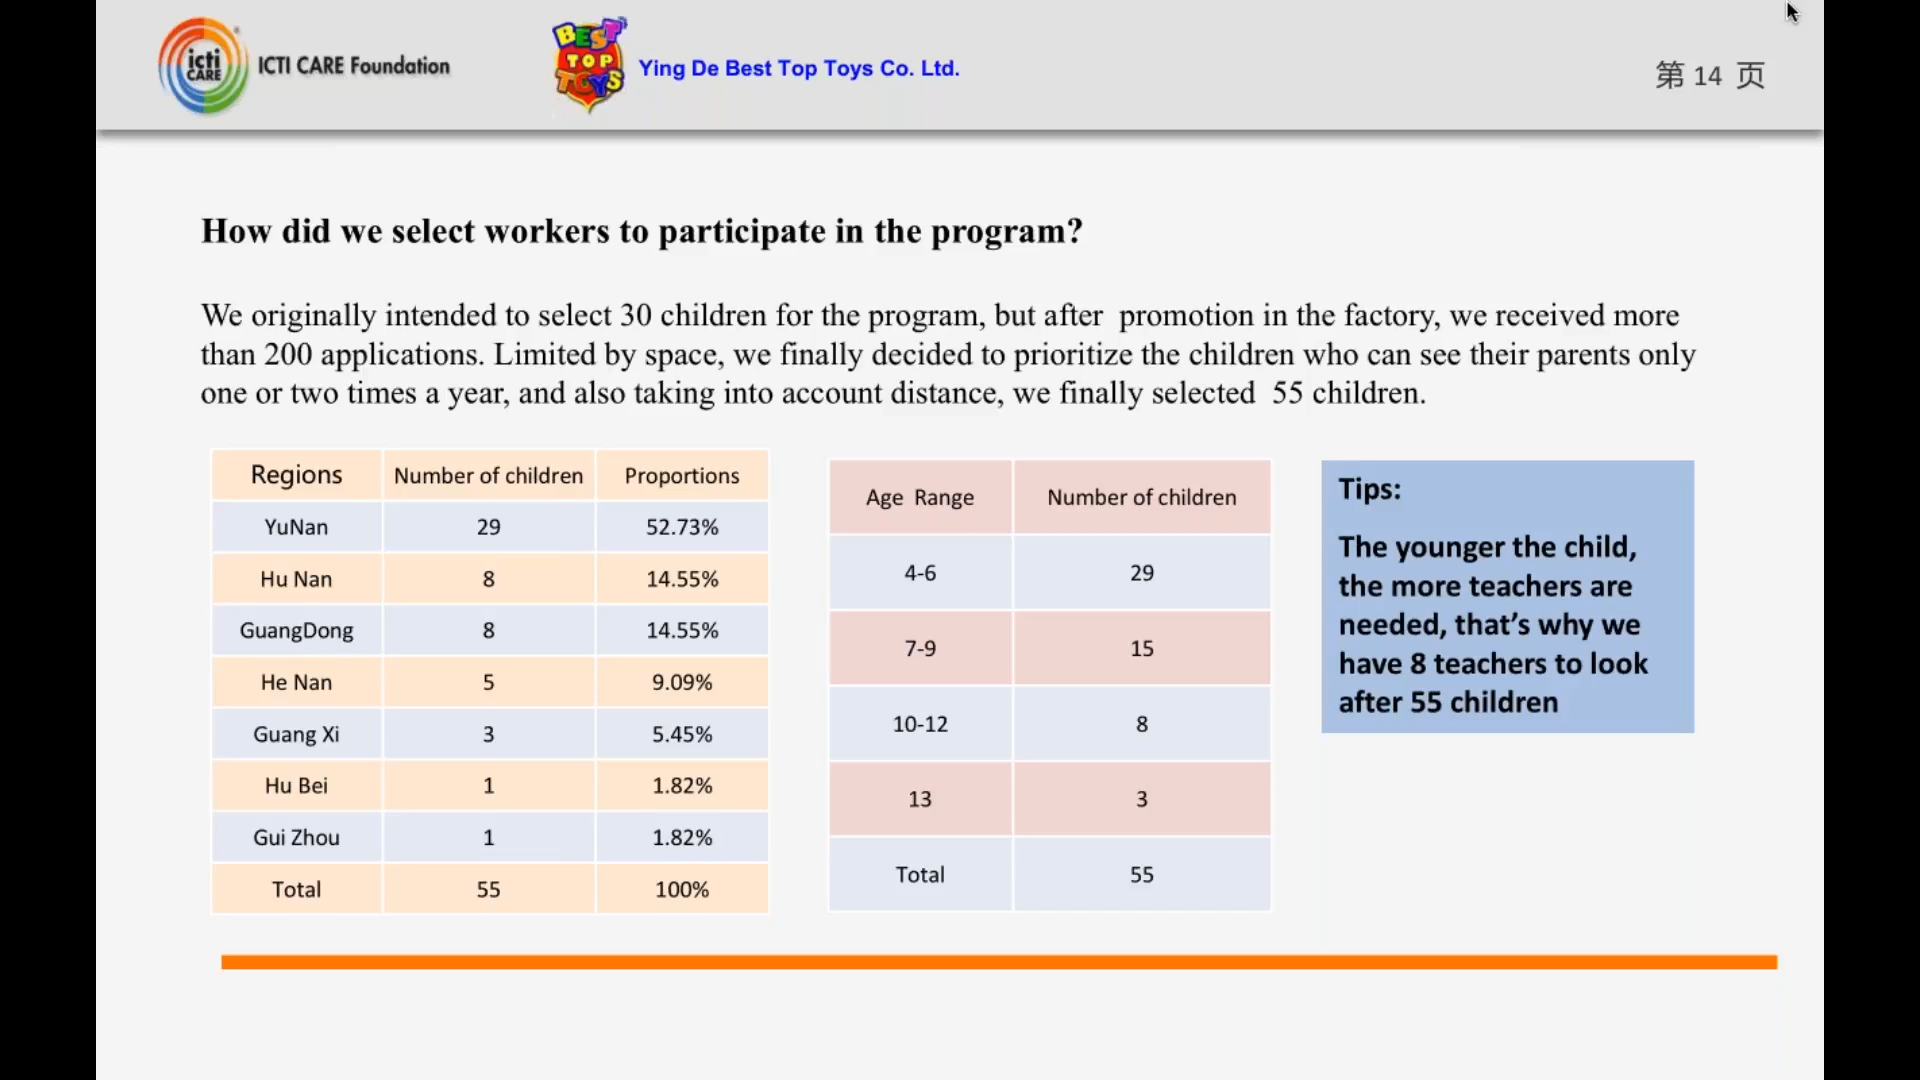 icti
CARE
ICTI CARE Foundation
BEST
TOP
TOYS
Ying De Best Top Toys Co. Ltd.
第 14 页
How did we select workers to participate in the program?
We originally intended to select 30 children for the program, but after promotion in the factory, we received more
than 200 applications. Limited by space, we finally decided to prioritize the children who can see their parents only
one or two times a year, and also taking into account distance, we finally selected 55 children.
Regions Number of children Proportions
YuNan 29 52.73%
Hu Nan 8 14.55%
GuangDong 8 14.55%
He Nan 5 9.09%
Guang Xi 3 5.45%
Hu Bei 1 1.82%
Gui Zhou 1 1.82%
Total 55 100%
Age Range Number of children
4-6 29
7-9 15
10-12 8
13 3
Total 55
Tips:
The younger the child,
the more teachers are
needed, that’s why we
have 8 teachers to look
after 55 children